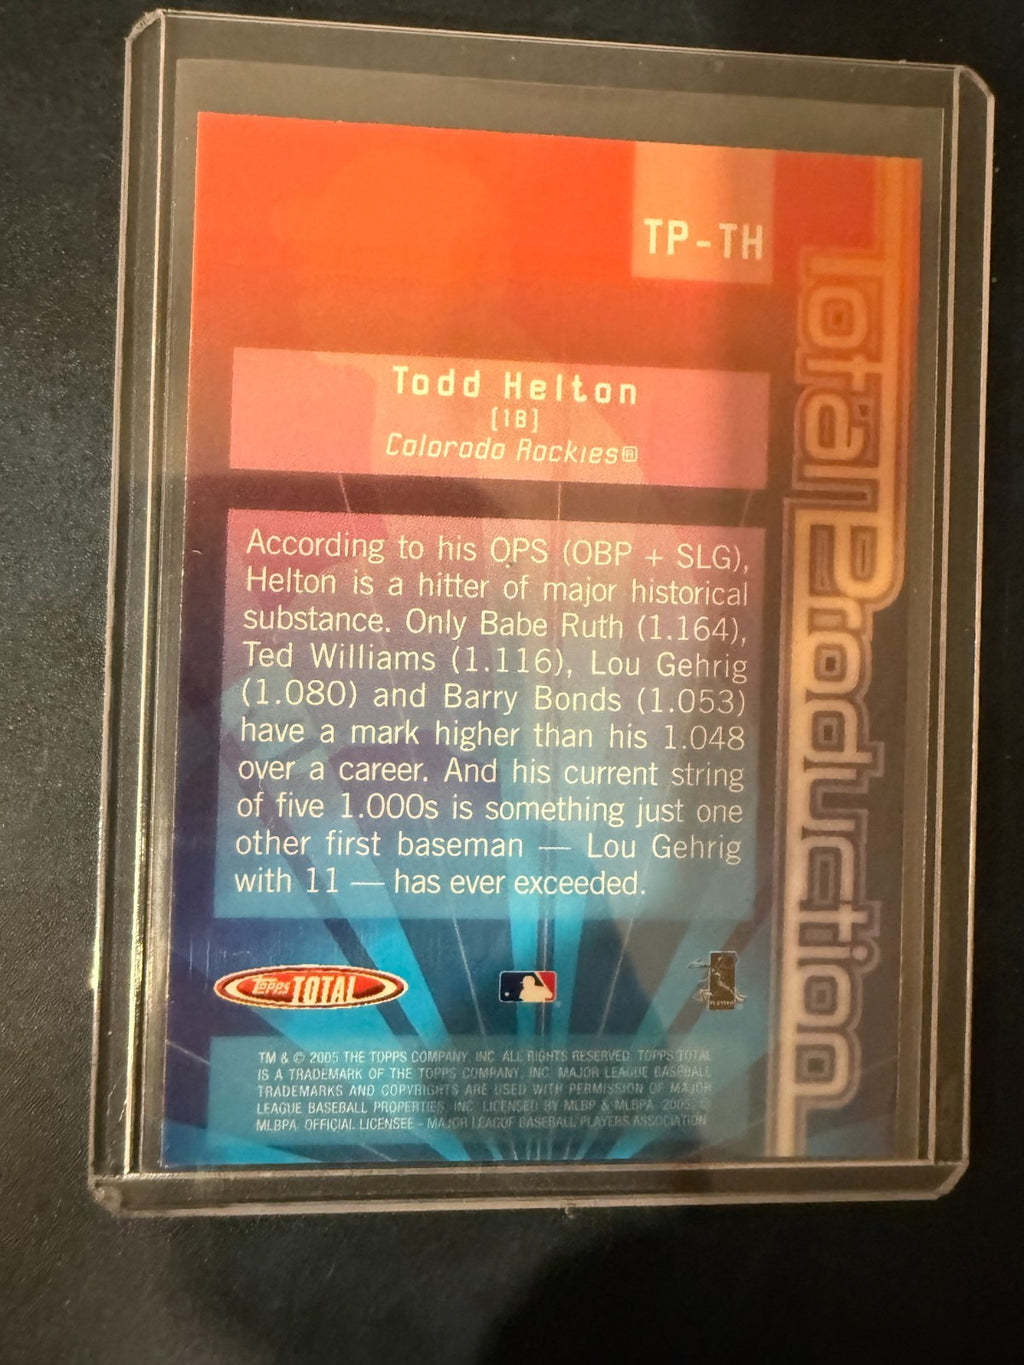 TP-TH
Total Production
Todd Helton
[1B]
Colorado Rockies®
According to his OPS (OBP + SLG),
Helton is a hitter of major historical
substance. Only Babe Ruth (1.164),
Ted Williams (1.116), Lou Gehrig
(1.080) and Barry Bonds (1.053)
have a mark higher than his 1.048
over a career. And his current string
of five 1.000s is something just one
other first baseman — Lou Gehrig
with 11 — has ever exceeded.
Topps TOTAL
TM & © 2005 THE TOPPS COMPANY, INC. ALL RIGHTS RESERVED. TOPPS TOTAL
IS A TRADEMARK OF THE TOPPS COMPANY, INC. MAJOR LEAGUE BASEBALL
TRADEMARKS AND COPYRIGHTS ARE USED WITH PERMISSION OF MAJOR
LEAGUE BASEBALL PROPERTIES, INC. LICENSED BY MLBP & MLBPA. 2005. ©
MLBPA. OFFICIAL LICENSEE - MAJOR LEAGUE BASEBALL PLAYERS ASSOCIATION